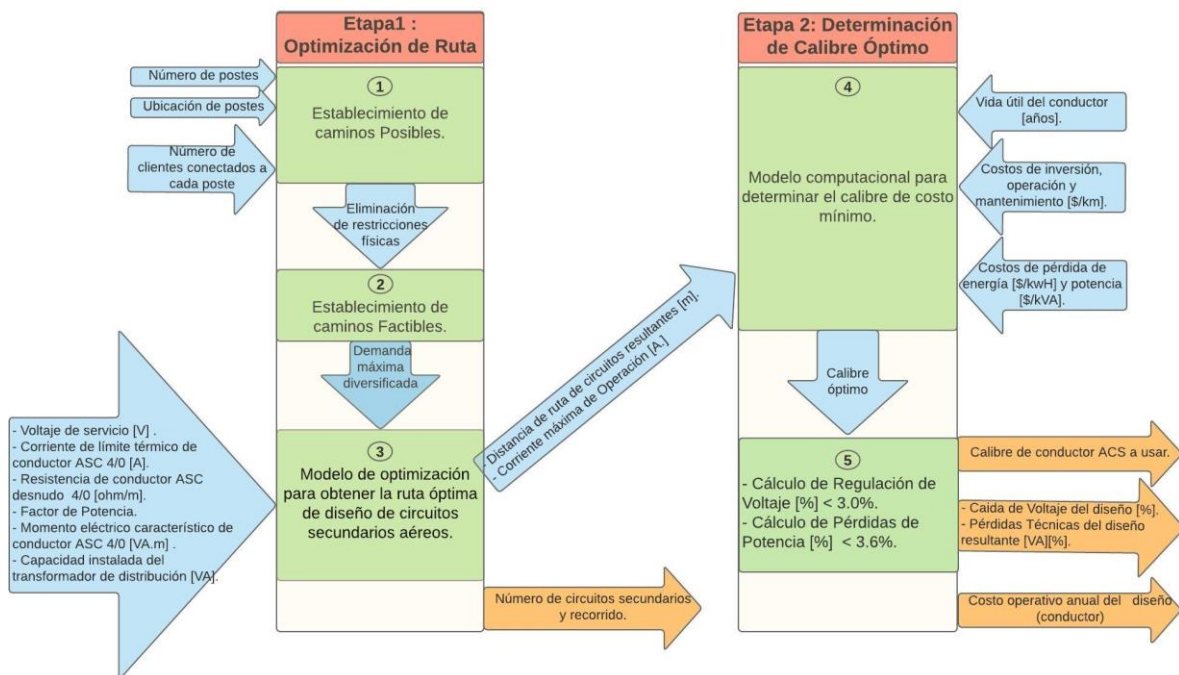 Etapa1 :
Optimización de Ruta
Número de postes
Ubicación de postes
Número de
clientes conectados a
cada poste
1
Establecimiento de
caminos Posibles.
Eliminación
de restricciones
físicas
2
Establecimiento de
caminos Factibles.
Demanda
máxima
diversificada
- Voltaje de servicio [V] .
- Corriente de límite térmico de
conductor ASC 4/0 [A].
- Resistencia de conductor ASC
desnudo 4/0 [ohm/m].
- Factor de Potencia.
- Momento eléctrico característico de
conductor ASC 4/0 [VA.m] .
- Capacidad instalada del
transformador de distribución [VA].
3
Modelo de optimización
para obtener la ruta óptima
de diseño de circuitos
secundarios aéreos.
Número de circuitos secundarios
y recorrido.
- Distancia de ruta de circuitos resultantes [m].
- Corriente máxima de Operación [A.]
Etapa 2: Determinación
de Calibre Óptimo
4
Modelo computacional para
determinar el calibre de costo
mínimo.
Vida útil del conductor
[años].
Costos de inversión,
operación y
mantenimiento [$/km].
Costos de pérdida de
energía [$/kwH] y potencia
[$/kVA].
Calibre
óptimo
5
- Cálculo de Regulación de
Voltaje [%] < 3.0%.
- Cálculo de Pérdidas de
Potencia [%] < 3.6%.
Calibre de conductor ACS a usar.
- Caida de Voltaje del diseño [%].
- Pérdidas Técnicas del diseño
resultante [VA][%].
Costo operativo anual del diseño
(conductor)